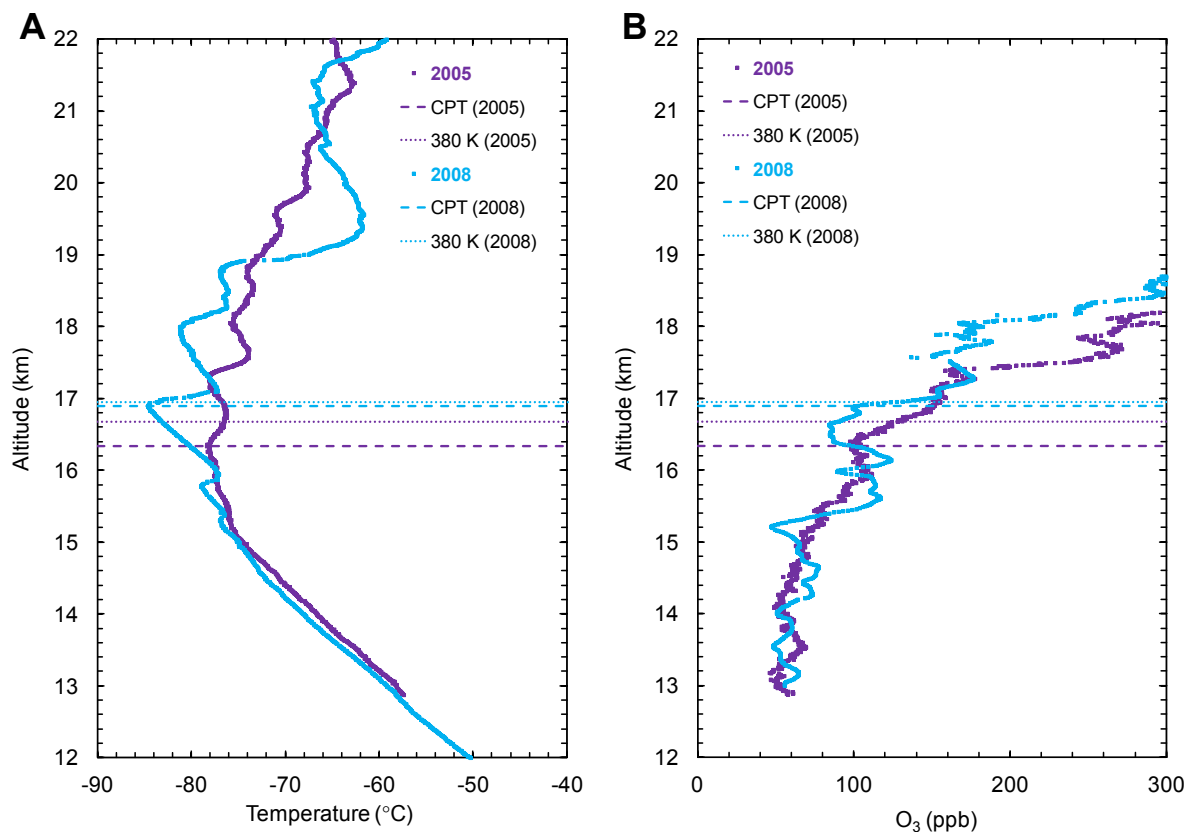 A
22
21
20
19
18
17
16
15
14
13
12
Altitude (km)
-90
-80
-70
-60
-50
-40
Temperature (°C)
2005
CPT (2005)
380 K (2005)
2008
CPT (2008)
380 K (2008)
B
22
21
20
19
18
17
16
15
14
13
12
Altitude (km)
0
100
200
300
O₃ (ppb)
2005
CPT (2005)
380 K (2005)
2008
CPT (2008)
380 K (2008)